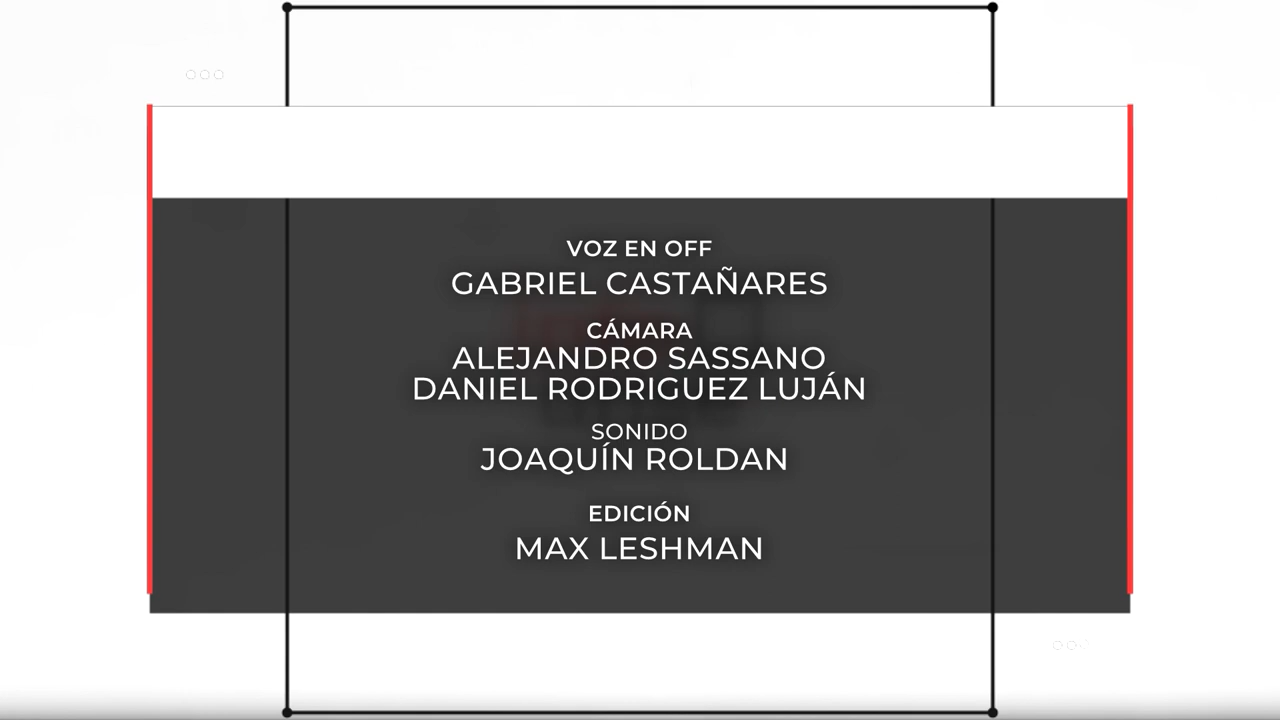 VOZ EN OFF
GABRIEL CASTAÑARES
CÁMARA
ALEJANDRO SASSANO
DANIEL RODRIGUEZ LUJÁN
SONIDO
JOAQUÍN ROLDAN
EDICIÓN
MAX LESHMAN